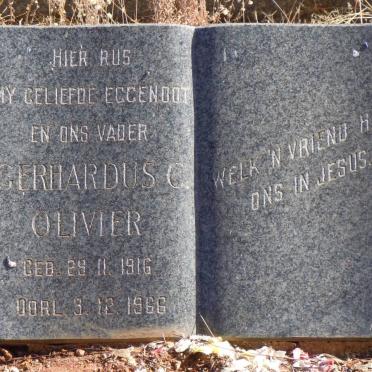 HIER RUS
MY GELIEFDE EGGENOOT
EN ONS VADER
GERHARDUS C.
OLIVIER
GEB. 29. 11. 1916
OORL. 3. 12. 1966
WELK 'N VRIEND H
ONS IN JESUS.